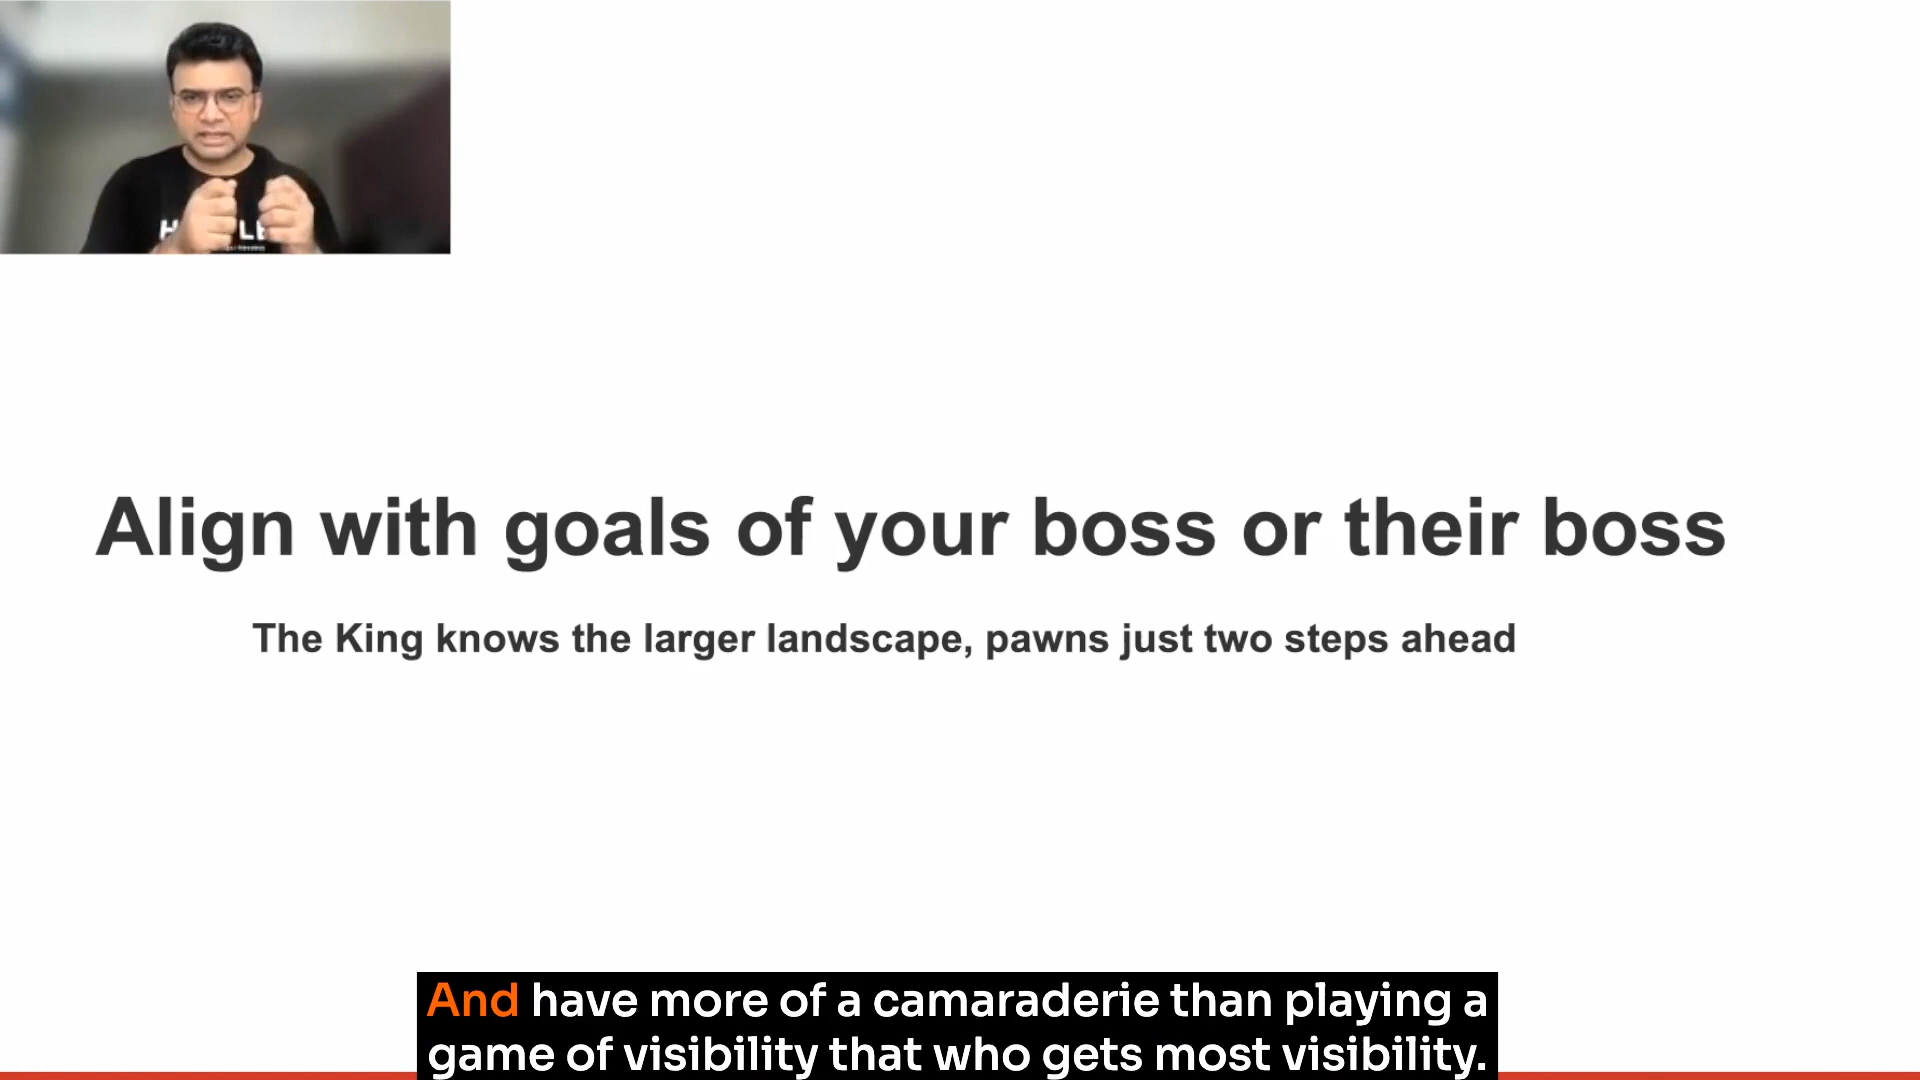 Align with goals of your boss or their boss
The King knows the larger landscape, pawns just two steps ahead
And have more of a camaraderie than playing a
game of visibility that who gets most visibility.